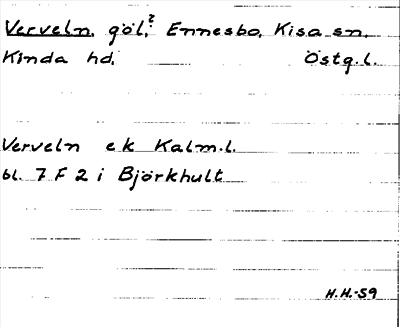 Verveln, göl,? Ennesbo, Kisa sn,
Kinda hd, Östg.l.
Verveln ek Kalm.l.
bl. 7 F 2 i Björkhult
H.H.-59